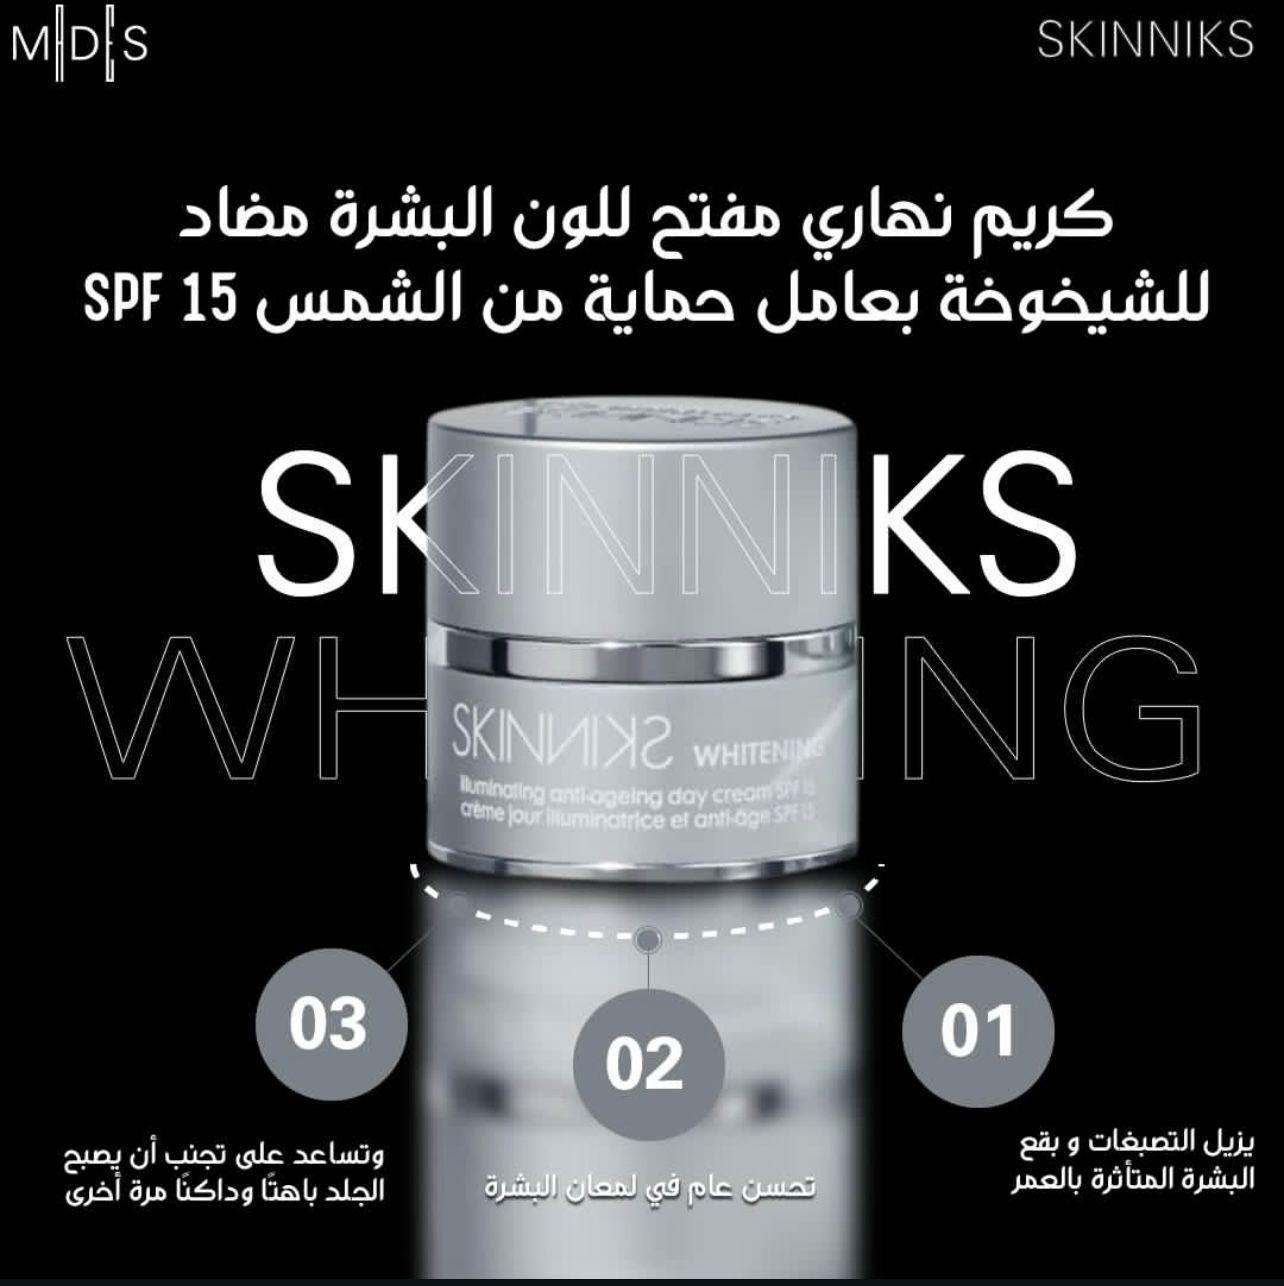 MIDES
SKINNIKS
كريم نهاري مفتح للون البشرة مضاد
للشيخوخة بعامل حماية من الشمس SPF 15
SKINNIKS
WHITENING
SKINNIKS WHITENING
illuminating anti-ageing day cream SPF 15
crème jour illuminatrice et anti-âge SPF 15
01
يزيل التصبغات و بقع
البشرة المتأثرة بالعمر
02
تحسن عام في لمعان البشرة
03
وتساعد على تجنب أن يصبح
الجلد باهتًا وداكنًا مرة أخرى